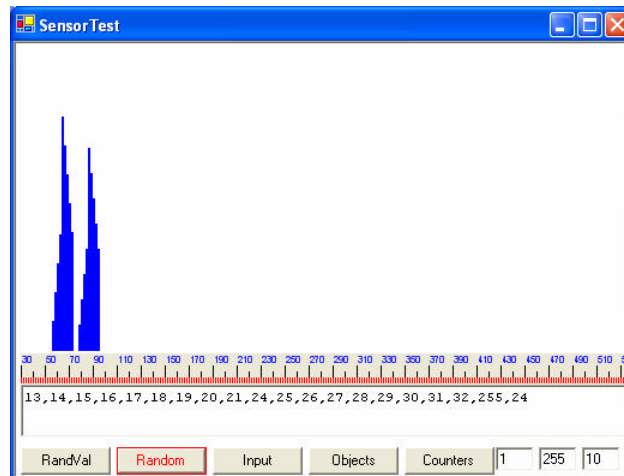 SensorTest
30 50 70 90 110 130 150 170 190 210 230 250 270 290 310 330 350 370 390 410 430 450 470 490 510
13,14,15,16,17,18,19,20,21,24,25,26,27,28,29,30,31,32,255,24
RandVal Random Input Objects Counters 1 255 10